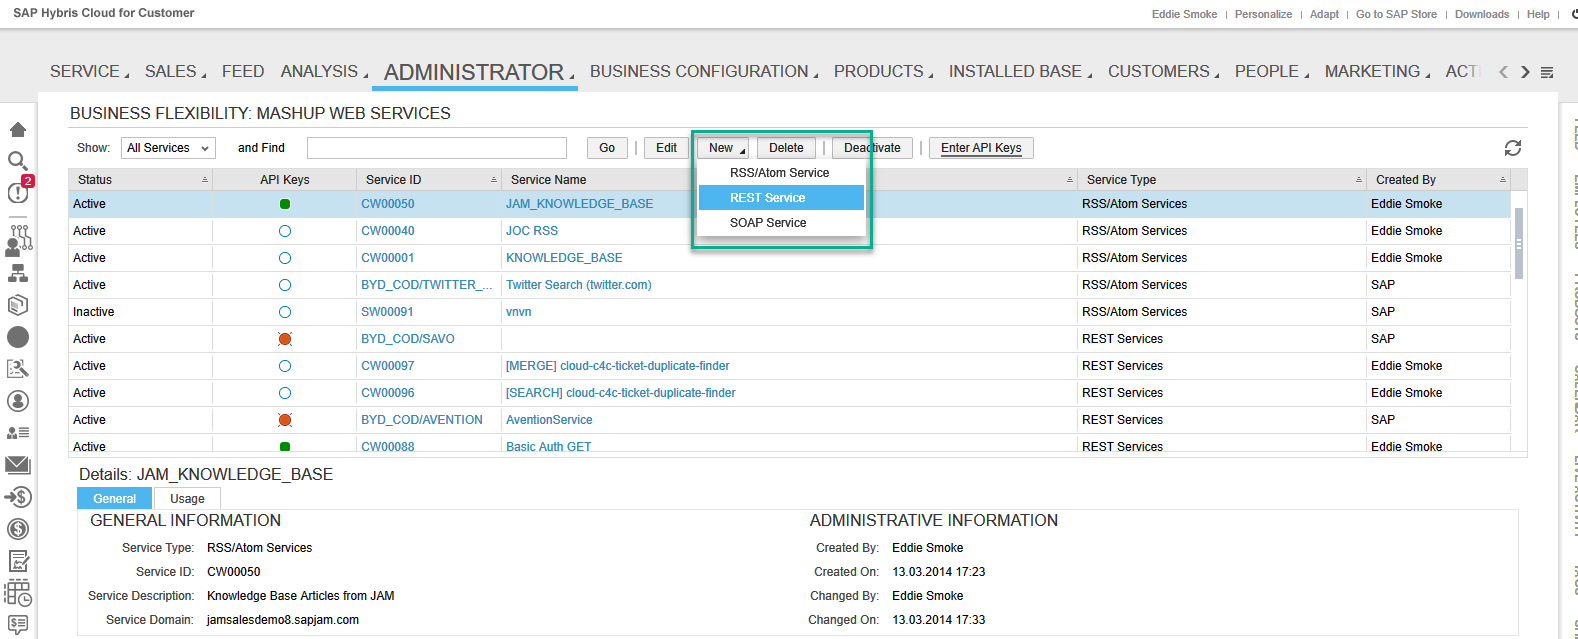 SAP Hybris Cloud for Customer
Eddie Smoke | Personalize | Adapt | Go to SAP Store | Downloads | Help |
SERVICE SALES FEED ANALYSIS ADMINISTRATOR BUSINESS CONFIGURATION PRODUCTS INSTALLED BASE CUSTOMERS PEOPLE MARKETING ACTI
BUSINESS FLEXIBILITY: MASHUP WEB SERVICES
Show: All Services and Find Go | Edit New Delete | Deactivate | Enter API Keys
RSS/Atom Service
REST Service
SOAP Service
2
Status API Keys Service ID Service Name Service Type Created By
Active CW00050 JAM_KNOWLEDGE_BASE RSS/Atom Services Eddie Smoke
Active CW00040 JOC RSS RSS/Atom Services Eddie Smoke
Active CW00001 KNOWLEDGE_BASE RSS/Atom Services Eddie Smoke
Active BYD_COD/TWITTER_... Twitter Search (twitter.com) RSS/Atom Services SAP
Inactive SW00091 vnvn RSS/Atom Services SAP
Active BYD_COD/SAVO REST Services SAP
Active CW00097 [MERGE] cloud-c4c-ticket-duplicate-finder REST Services Eddie Smoke
Active CW00096 [SEARCH] cloud-c4c-ticket-duplicate-finder REST Services Eddie Smoke
Active BYD_COD/AVENTION AventionService REST Services SAP
Active CW00088 Basic Auth GET REST Services Eddie Smoke
Details: JAM_KNOWLEDGE_BASE
General Usage
GENERAL INFORMATION
Service Type: RSS/Atom Services
Service ID: CW00050
Service Description: Knowledge Base Articles from JAM
Service Domain: jamsalesdemo8.sapjam.com
ADMINISTRATIVE INFORMATION
Created By: Eddie Smoke
Created On: 13.03.2014 17:23
Changed By: Eddie Smoke
Changed On: 13.03.2014 17:33